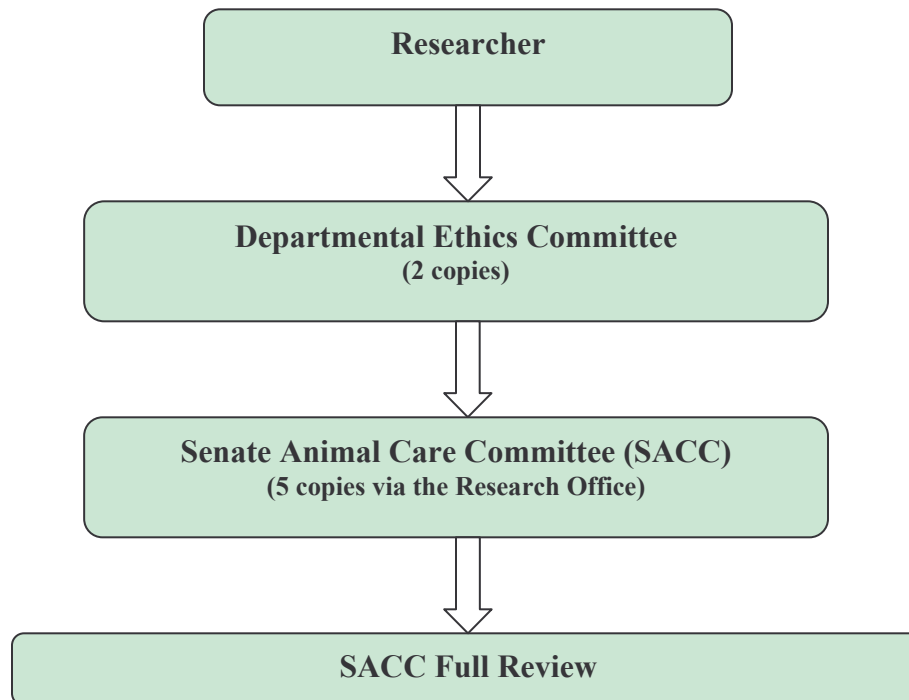 Researcher
Departmental Ethics Committee
(2 copies)
Senate Animal Care Committee (SACC)
(5 copies via the Research Office)
SACC Full Review